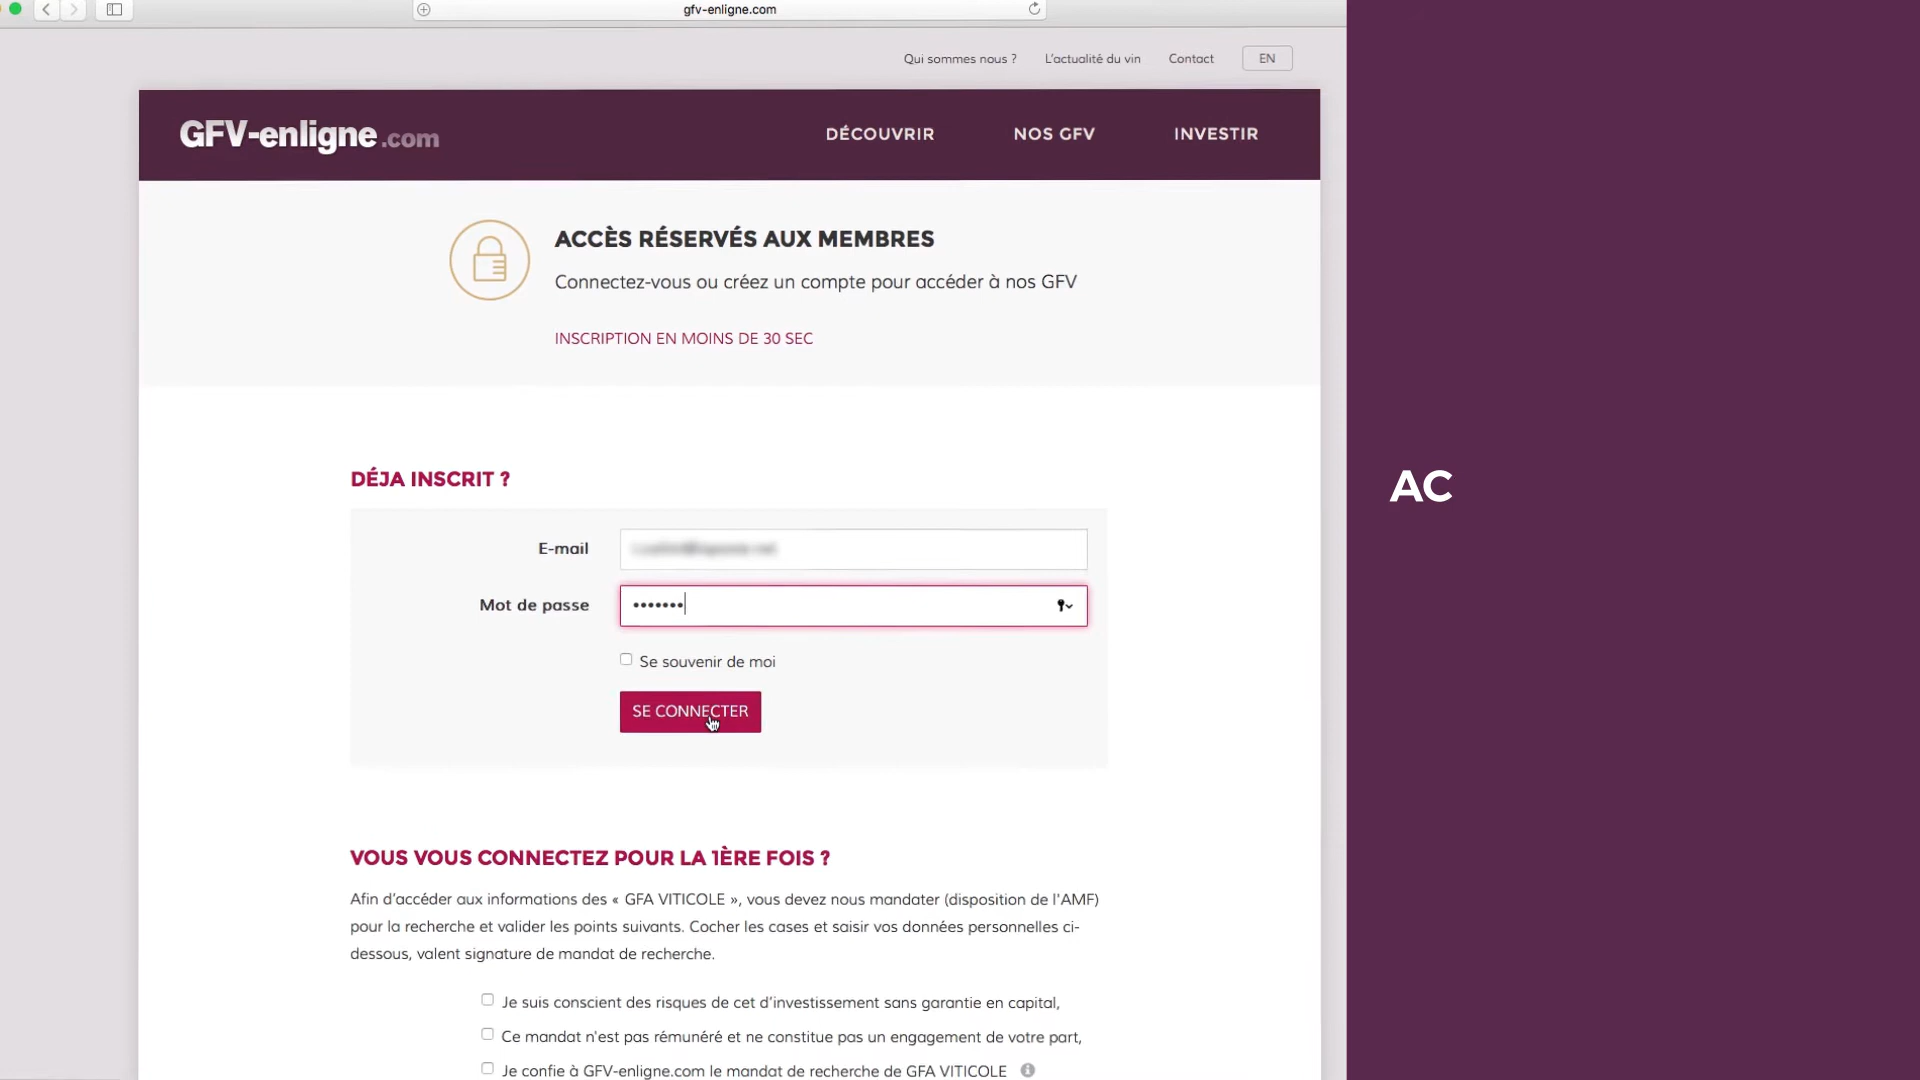 gfv-enligne.com
Qui sommes nous ? L'actualité du vin Contact EN
GFV-enligne.com DÉCOUVRIR NOS GFV INVESTIR
ACCÈS RÉSERVÉS AUX MEMBRES
Connectez-vous ou créez un compte pour accéder à nos GFV
INSCRIPTION EN MOINS DE 30 SEC
DÉJA INSCRIT ?
AC
E-mail
Mot de passe •••••••
Se souvenir de moi
SE CONNECTER
VOUS VOUS CONNECTEZ POUR LA 1ÈRE FOIS ?
Afin d'accéder aux informations des « GFA VITICOLE », vous devez nous mandater (disposition de l'AMF)
pour la recherche et valider les points suivants. Cocher les cases et saisir vos données personnelles ci-
dessous, valent signature de mandat de recherche.
Je suis conscient des risques de cet d'investissement sans garantie en capital,
Ce mandat n'est pas rémunéré et ne constitue pas un engagement de votre part,
Je confie à GFV-enligne.com le mandat de recherche de GFA VITICOLE